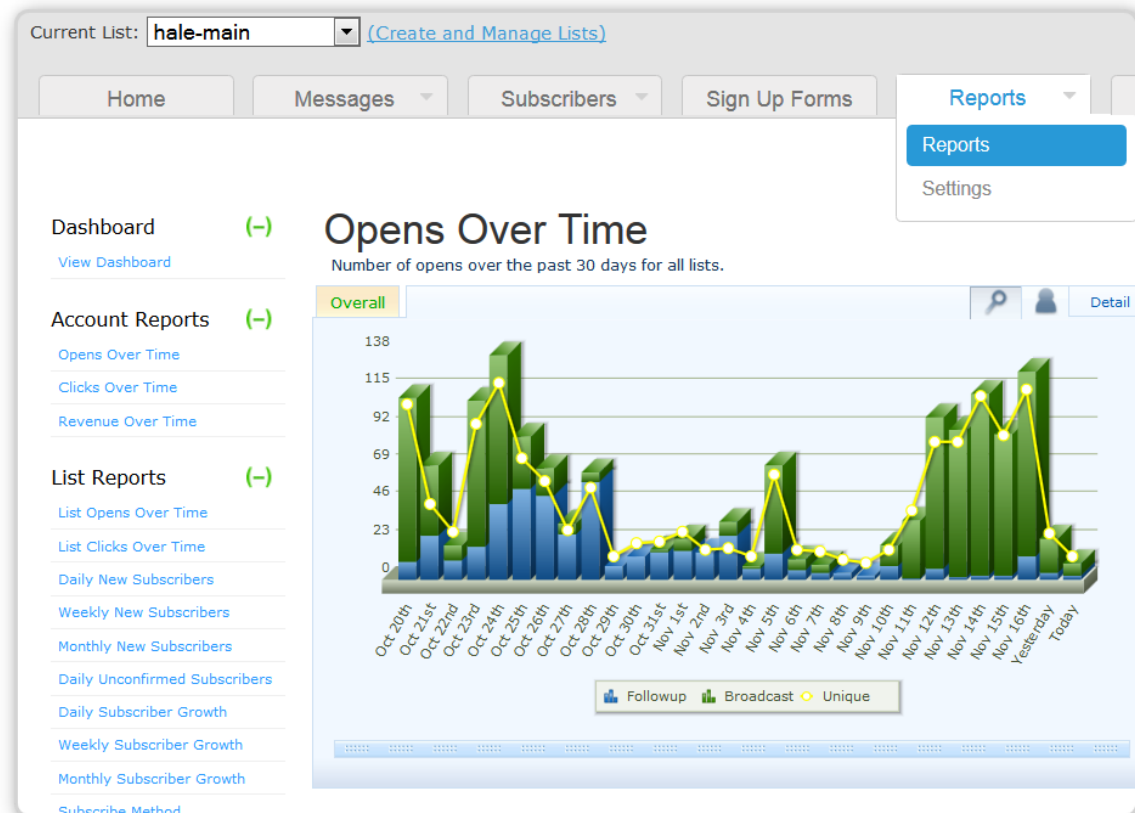 Current List: hale-main (Create and Manage Lists)
Home Messages Subscribers Sign Up Forms Reports
Reports
Settings
Dashboard (–)
View Dashboard
Account Reports (–)
Opens Over Time
Clicks Over Time
Revenue Over Time
List Reports (–)
List Opens Over Time
List Clicks Over Time
Daily New Subscribers
Weekly New Subscribers
Monthly New Subscribers
Daily Unconfirmed Subscribers
Daily Subscriber Growth
Weekly Subscriber Growth
Monthly Subscriber Growth
Subscribe Method
Opens Over Time
Number of opens over the past 30 days for all lists.
Overall Detail
138
115
92
69
46
23
0
Oct 20th Oct 21st Oct 22nd Oct 23rd Oct 24th Oct 25th Oct 26th Oct 27th Oct 28th Oct 29th Oct 30th Oct 31st Nov 1st Nov 2nd Nov 3rd Nov 4th Nov 5th Nov 6th Nov 7th Nov 8th Nov 9th Nov 10th Nov 11th Nov 12th Nov 13th Nov 14th Nov 15th Nov 16th Yesterday Today
Followup Broadcast Unique